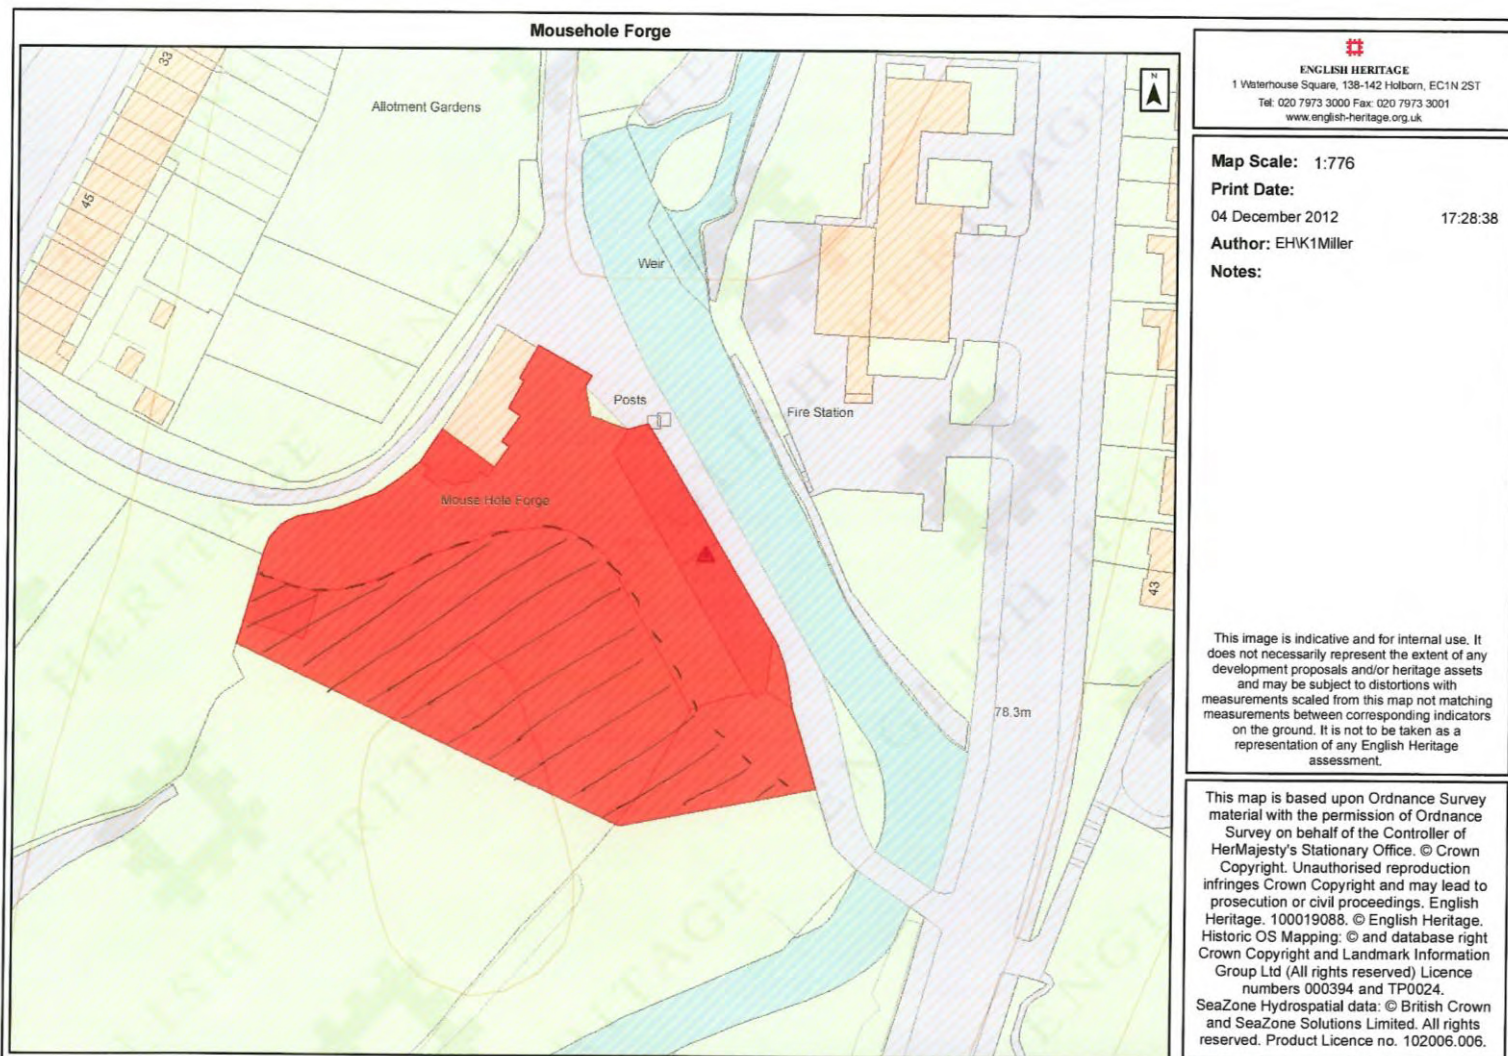 Mousehole Forge
33
Allotment Gardens
N
45
Weir
Posts
Fire Station
Mouse Hole Forge
43
78.3m
ENGLISH HERITAGE
1 Waterhouse Square, 138-142 Holborn, EC1N 2ST
Tel: 020 7973 3000 Fax: 020 7973 3001
www.english-heritage.org.uk
Map Scale: 1:776
Print Date:
04 December 2012 17:28:38
Author: EH\K1Miller
Notes:
This image is indicative and for internal use. It
does not necessarily represent the extent of any
development proposals and/or heritage assets
and may be subject to distortions with
measurements scaled from this map not matching
measurements between corresponding indicators
on the ground. It is not to be taken as a
representation of any English Heritage
assessment.
This map is based upon Ordnance Survey
material with the permission of Ordnance
Survey on behalf of the Controller of
HerMajesty's Stationary Office. © Crown
Copyright. Unauthorised reproduction
infringes Crown Copyright and may lead to
prosecution or civil proceedings. English
Heritage. 100019088. © English Heritage.
Historic OS Mapping: © and database right
Crown Copyright and Landmark Information
Group Ltd (All rights reserved) Licence
numbers 000394 and TP0024.
SeaZone Hydrospatial data: © British Crown
and SeaZone Solutions Limited. All rights
reserved. Product Licence no. 102006.006.
ENGLISH HERITAGE